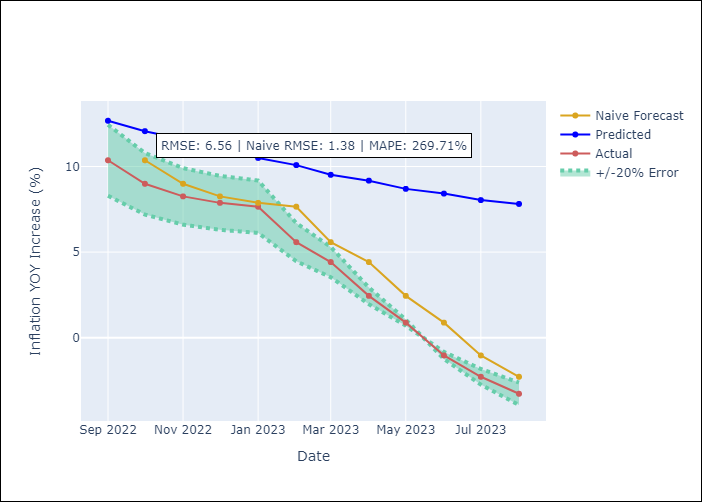 RMSE: 6.56 | Naive RMSE: 1.38 | MAPE: 269.71%
Naive Forecast
Predicted
Actual
+/-20% Error
10
5
0
Inflation YOY Increase (%)
Sep 2022
Nov 2022
Jan 2023
Mar 2023
May 2023
Jul 2023
Date